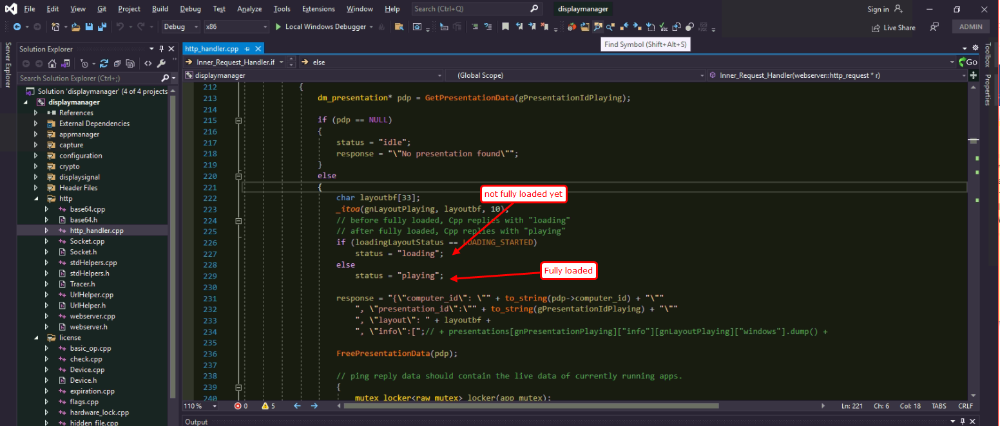 File Edit View Git Project Build Debug Test Analyze Tools Extensions Window Help Search (Ctrl+Q) displaymanager Sign in
Debug x86 Local Windows Debugger Live Share ADMIN
Find Symbol (Shift+Alt+S)
Server Explorer
Toolbox
Properties
Solution Explorer
Search Solution Explorer (Ctrl+;)
Solution 'displaymanager' (4 of 4 projects
displaymanager
References
External Dependencies
appmanager
capture
configuration
crypto
displaysignal
Header Files
http
base64.cpp
base64.h
http_handler.cpp
Socket.cpp
Socket.h
stdHelpers.cpp
stdHelpers.h
Tracer.h
UrlHelper.cpp
UrlHelper.h
webserver.cpp
webserver.h
license
basic_op.cpp
check.cpp
Device.cpp
Device.h
expiration.cpp
flags.cpp
hardware_lock.cpp
hidden_file.cpp
http_handler.cpp
Inner_Request_Handler.if else Go
displaymanager (Global Scope) Inner_Request_Handler(webserver::http_request * r)
212 {
213 dm_presentation* pdp = GetPresentationData(gPresentationIdPlaying);
214
215 if (pdp == NULL)
216 {
217 status = "idle";
218 response = "\"No presentation found\"";
219 }
220 else
221 {
222 char layoutbf[33];
not fully loaded yet
223 _itoa(gnLayoutPlaying, layoutbf, 10);
224 // before fully loaded, Cpp replies with "loading"
225 // after fully loaded, Cpp replies with "playing"
226 if (loadingLayoutStatus == LOADING_STARTED)
227 status = "loading";
228 else
Fully loaded
229 status = "playing";
230
231 response = "{\"computer_id\": \"" + to_string(pdp->computer_id) + "\""
232 ", \"presentation_id\":\"" + to_string(gPresentationIdPlaying) + "\""
233 ", \"layout\": " + layoutbf +
234 ", \"info\":[";// + presentations[gnPresentationPlaying]["info"][gnLayoutPlaying]["windows"].dump() +
235
236 FreePresentationData(pdp);
237
238 // ping reply data should contain the live data of currently running apps.
239 {
240 mutex_locker<raw_mutex> locker(app_mutex);
110 % 0 5 Ln: 221 Ch: 6 Col: 18 TABS CRLF
Output